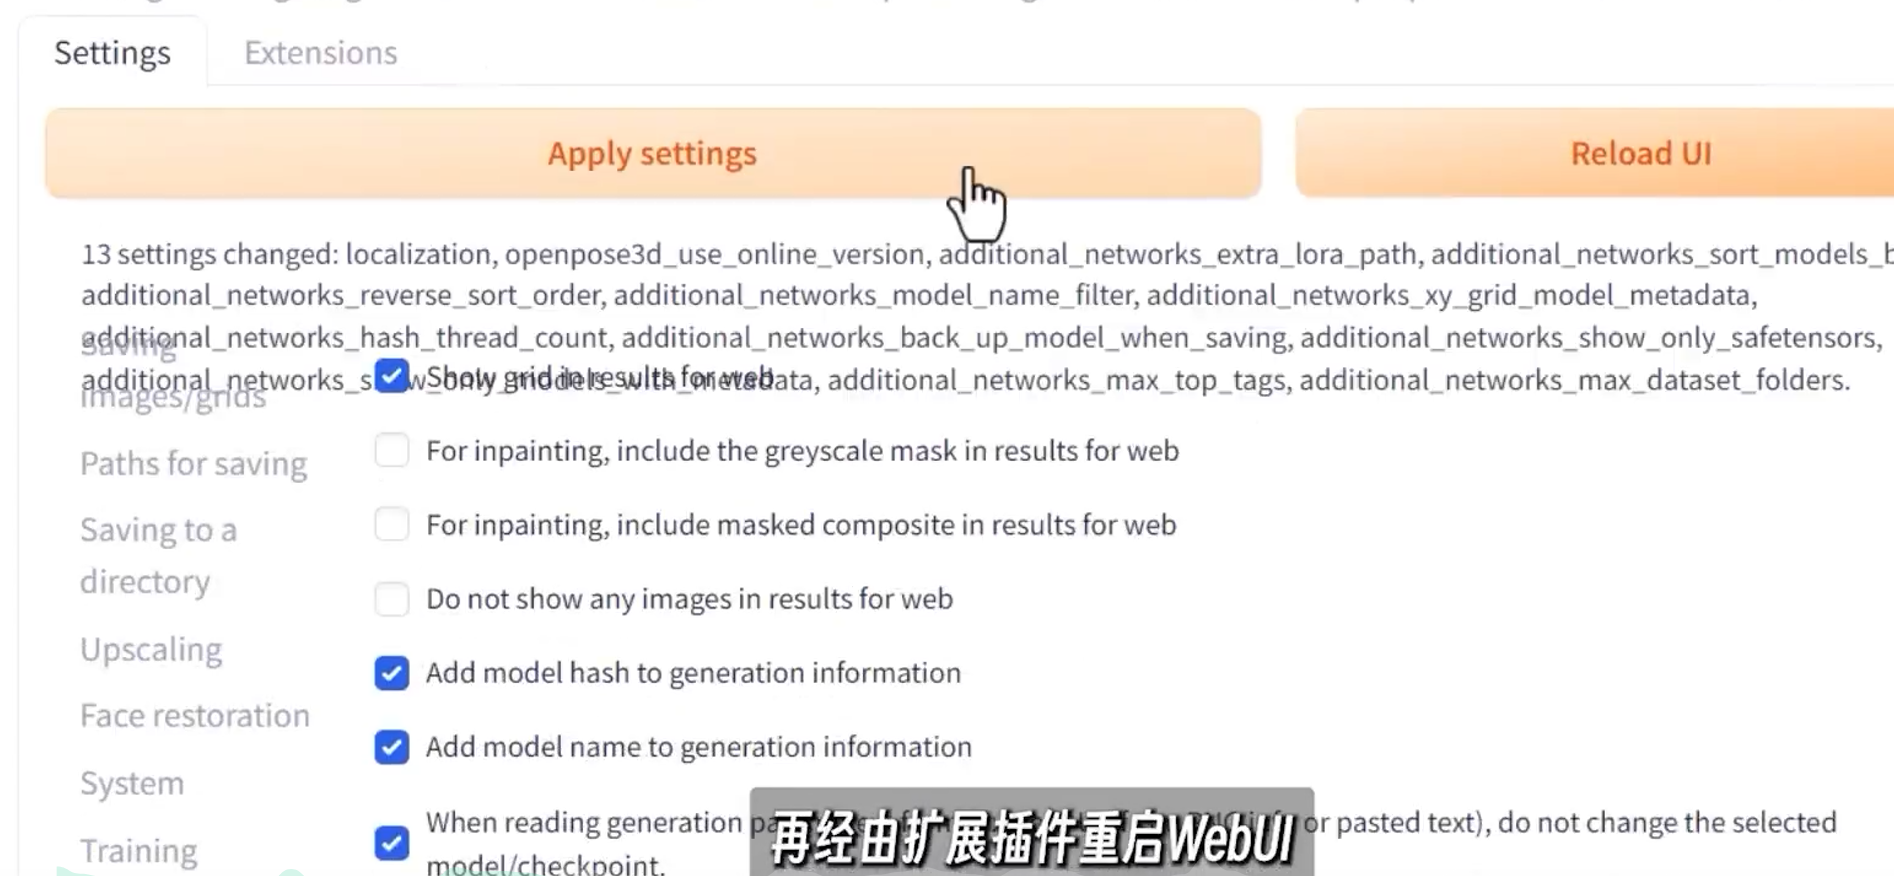 Settings
Extensions
Apply settings
Reload UI
13 settings changed: localization, openpose3d_use_online_version, additional_networks_extra_lora_path, additional_networks_sort_models_b
additional_networks_reverse_sort_order, additional_networks_model_name_filter, additional_networks_xy_grid_model_metadata,
additional_networks_hash_thread_count, additional_networks_back_up_model_when_saving, additional_networks_show_only_safetensors,
additional_networks_show_only_models_with_metadata, additional_networks_max_top_tags, additional_networks_max_dataset_folders.
Saving
images/grids
Show grid in results for web
Paths for saving
For inpainting, include the greyscale mask in results for web
For inpainting, include masked composite in results for web
Saving to a
directory
Do not show any images in results for web
Upscaling
Add model hash to generation information
Face restoration
Add model name to generation information
System
When reading generation or pasted text), do not change the selected
model/checkpoint.
Training
再经由扩展插件重启WebUI